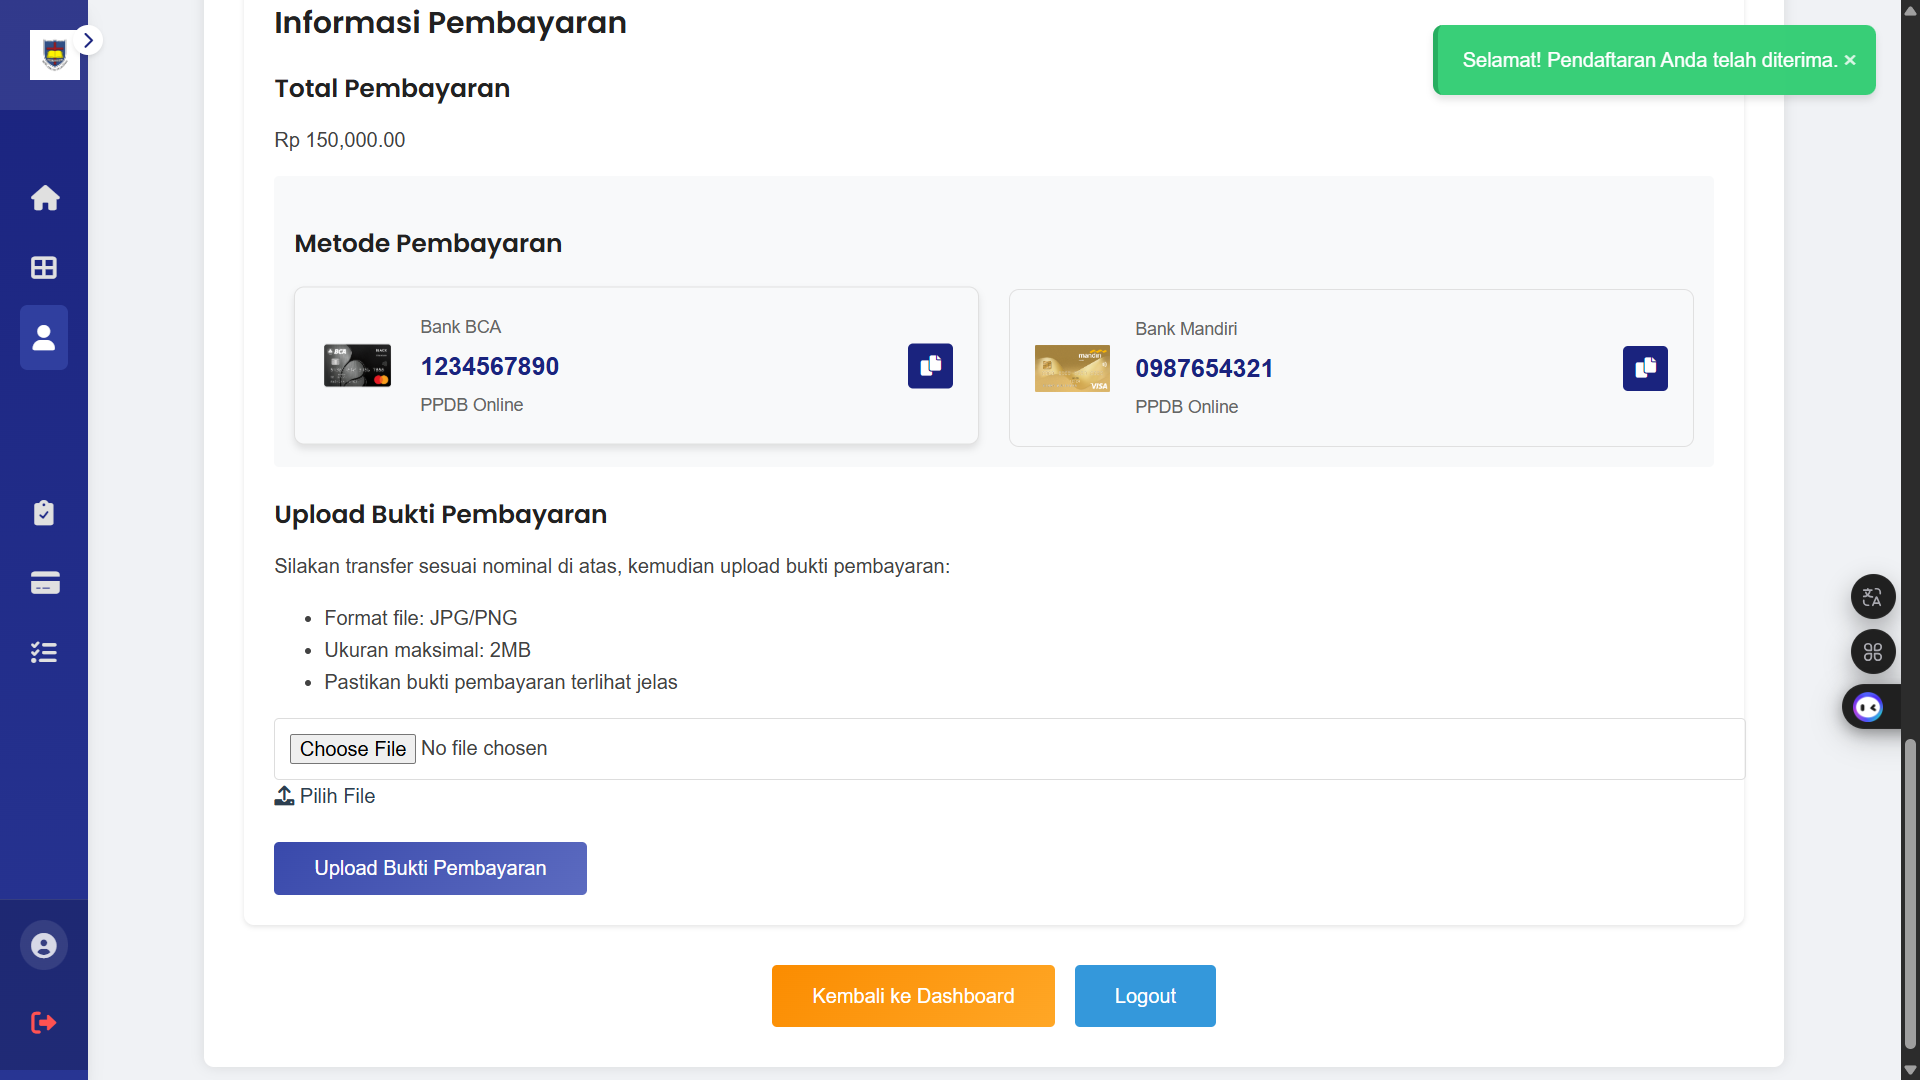 Informasi Pembayaran
Selamat! Pendaftaran Anda telah diterima. ×
Total Pembayaran
Rp 150,000.00
Metode Pembayaran
Bank BCA
1234567890
PPDB Online
BCA
Bank Mandiri
0987654321
PPDB Online
mandiri
VISA
Upload Bukti Pembayaran
Silakan transfer sesuai nominal di atas, kemudian upload bukti pembayaran:
• Format file: JPG/PNG
• Ukuran maksimal: 2MB
• Pastikan bukti pembayaran terlihat jelas
Choose File No file chosen
Pilih File
Upload Bukti Pembayaran
Kembali ke Dashboard
Logout